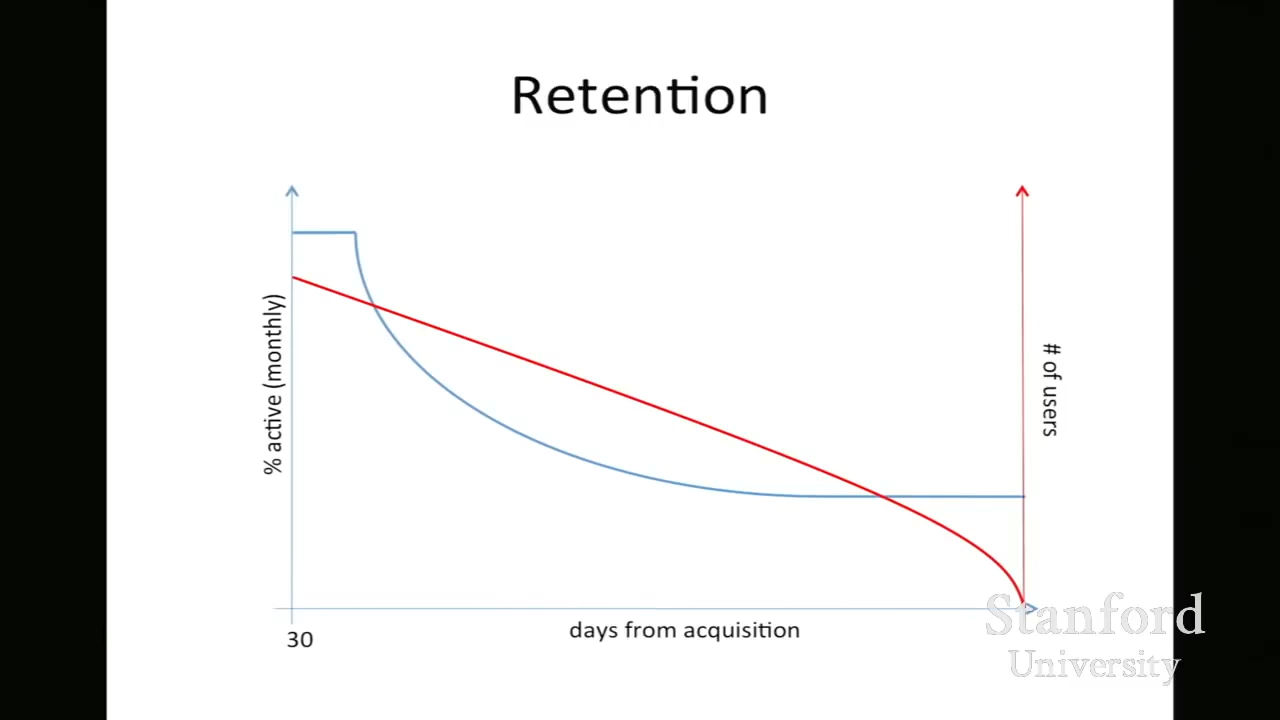 Retention
% active (monthly)
# of users
30
days from acquisition
Stanford
University